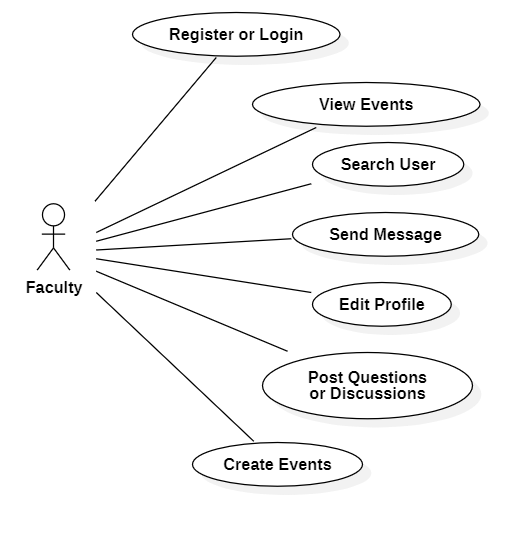 Register or Login
View Events
Search User
Send Message
Faculty
Edit Profile
Post Questions
or Discussions
Create Events